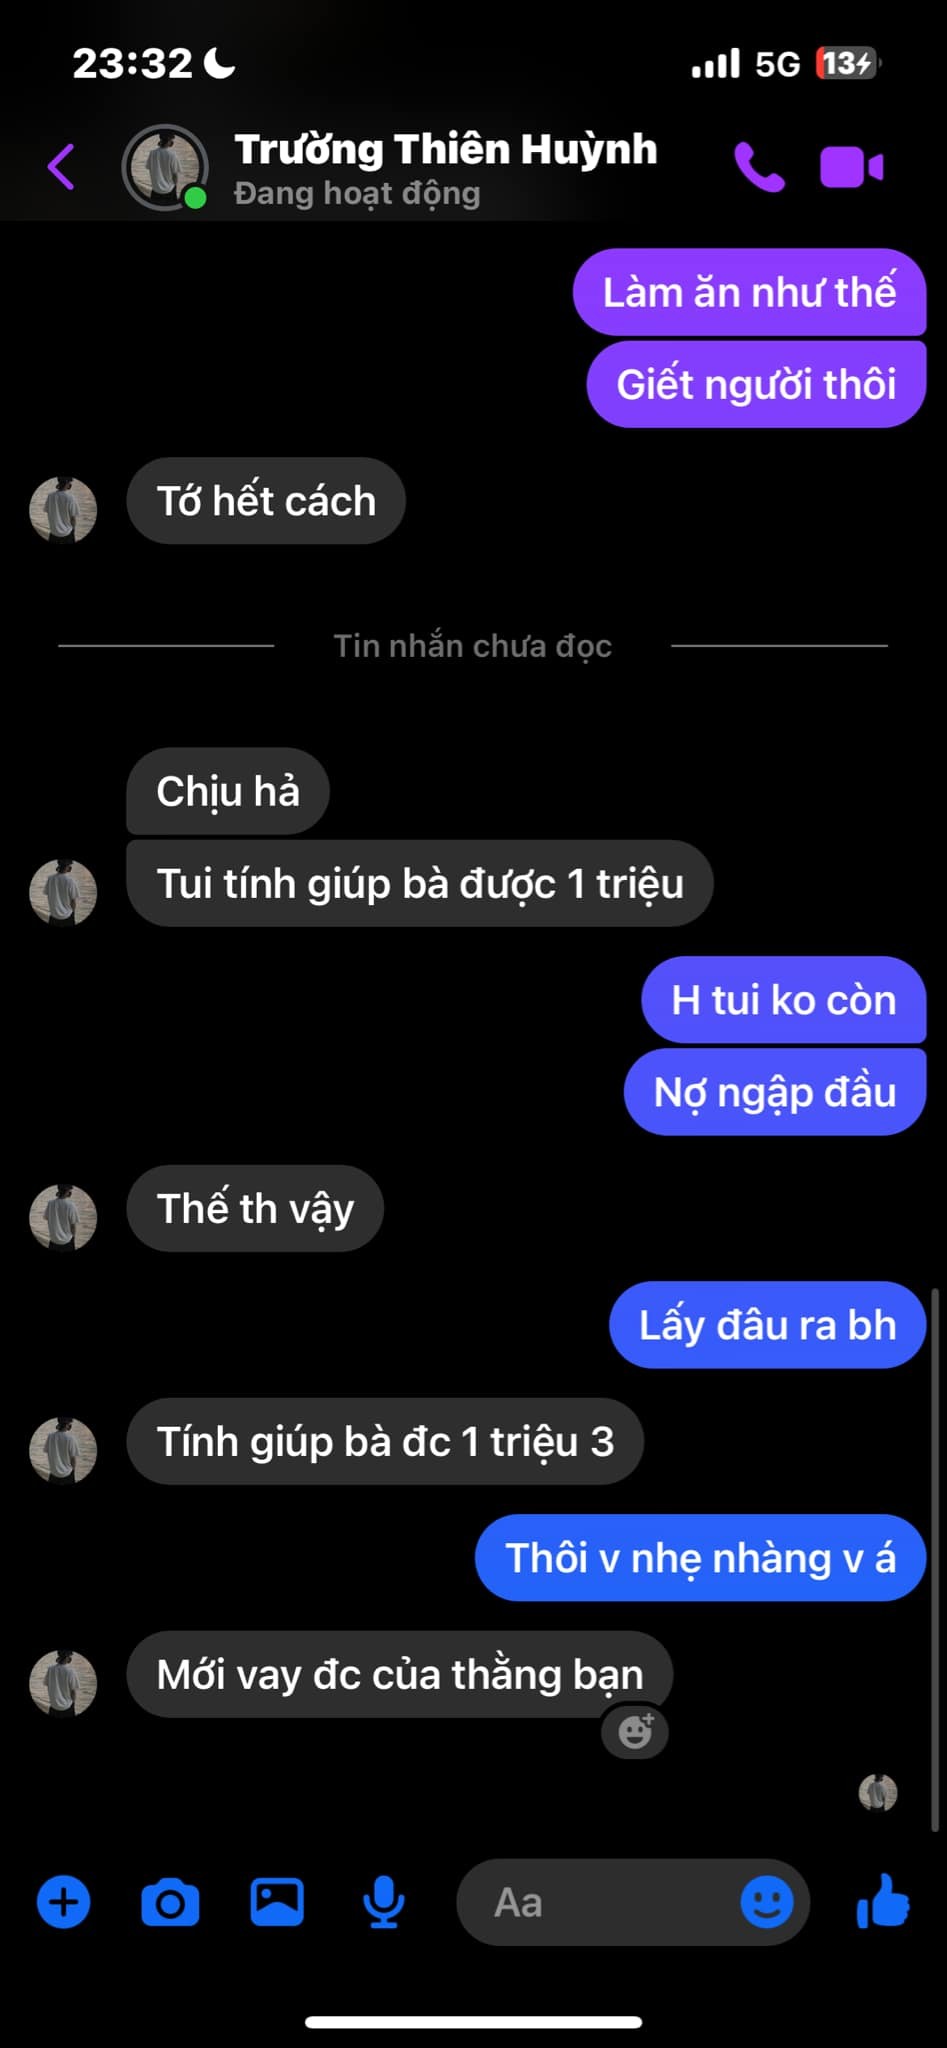 23:32
5G 13
Trường Thiên Huỳnh
Đang hoạt động
Làm ăn như thế
Giết người thôi
Tớ hết cách
Tin nhắn chưa đọc
Chịu hả
Tui tính giúp bà được 1 triệu
H tui ko còn
Nợ ngập đầu
Thế th vậy
Lấy đâu ra bh
Tính giúp bà đc 1 triệu 3
Thôi v nhẹ nhàng v á
Mới vay đc của thằng bạn
Aa